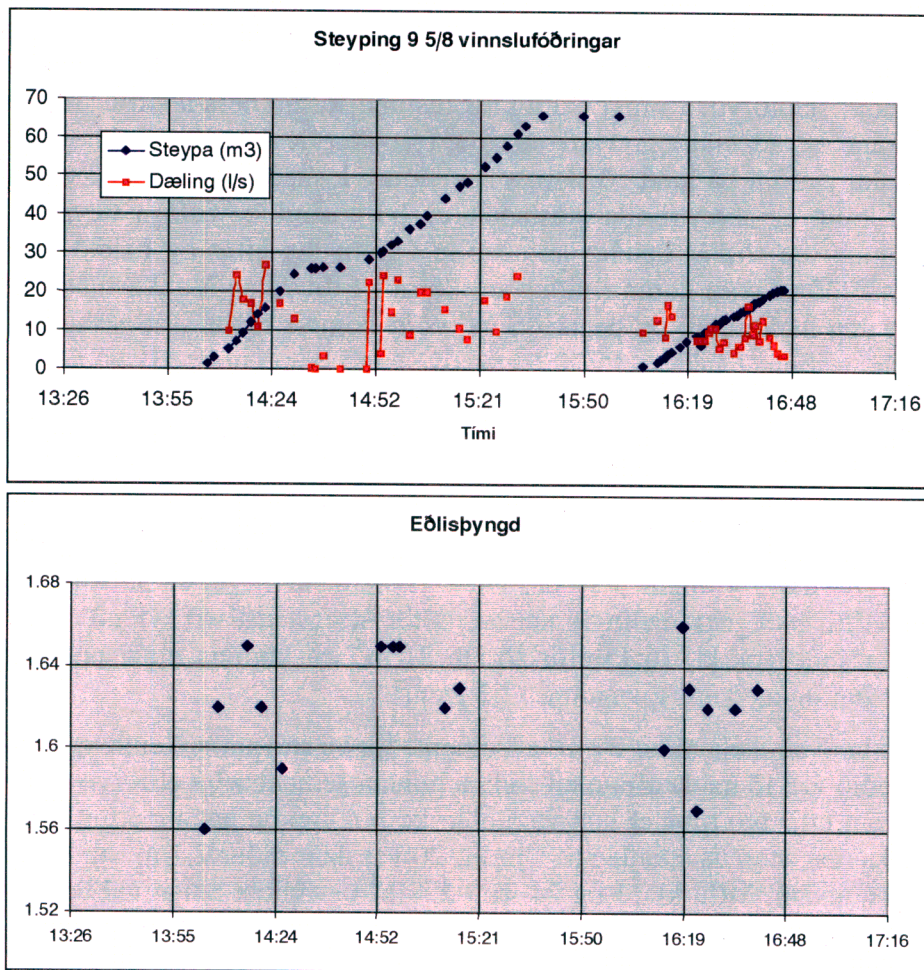 Steyping 9 5/8 vinnslufóðringar
70
60
50
40
30
20
10
0
Steypa (m3)
Dæling (l/s)
13:26 13:55 14:24 14:52 15:21 15:50 16:19 16:48 17:16
Tími
Eðlisþyngd
1.68
1.64
1.6
1.56
1.52
13:26 13:55 14:24 14:52 15:21 15:50 16:19 16:48 17:16